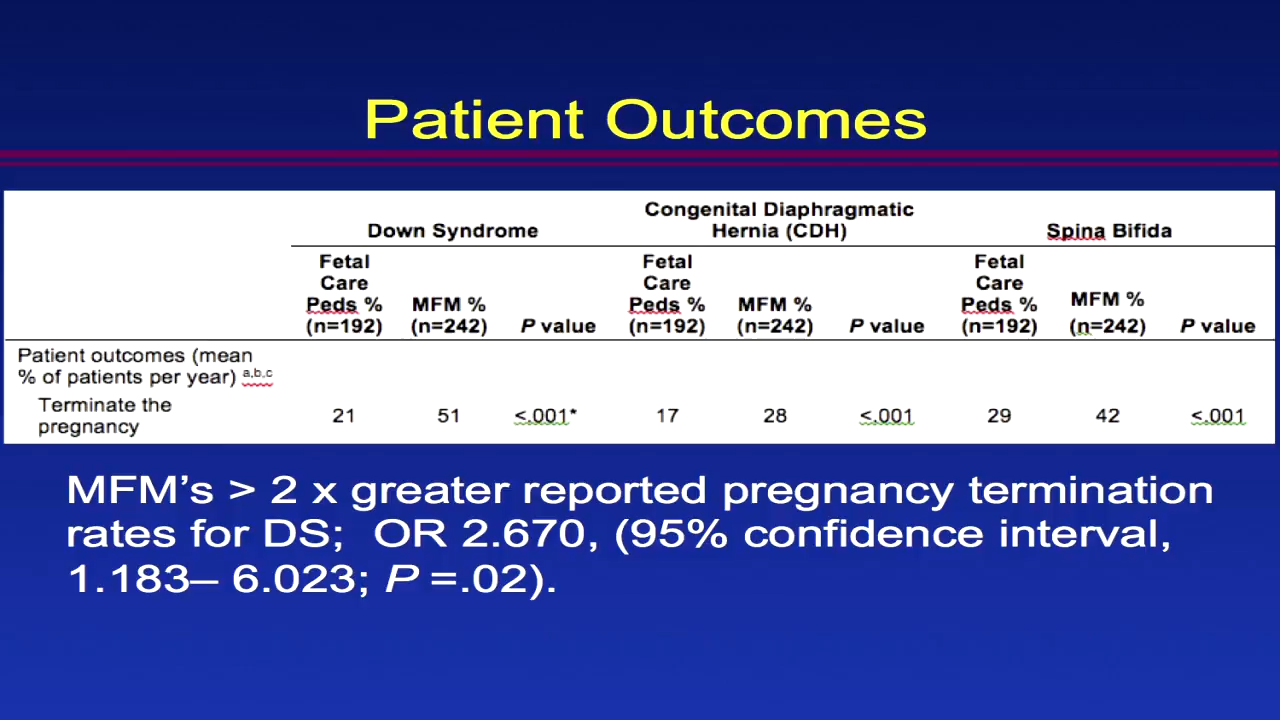 Patient Outcomes
Down Syndrome
Congenital Diaphragmatic
Hernia (CDH)
Spina Bifida
Fetal
Care
Peds %
(n=192)
MFM %
(n=242)
P value
Fetal
Care
Peds %
(n=192)
MFM %
(n=242)
P value
Fetal
Care
Peds %
(n=192)
MFM %
(n=242)
P value
Patient outcomes (mean
% of patients per year) a,b,c
Terminate the
pregnancy
21 51 <.001* 17 28 <.001 29 42 <.001
MFM’s > 2 x greater reported pregnancy termination
rates for DS; OR 2.670, (95% confidence interval,
1.183– 6.023; P =.02).